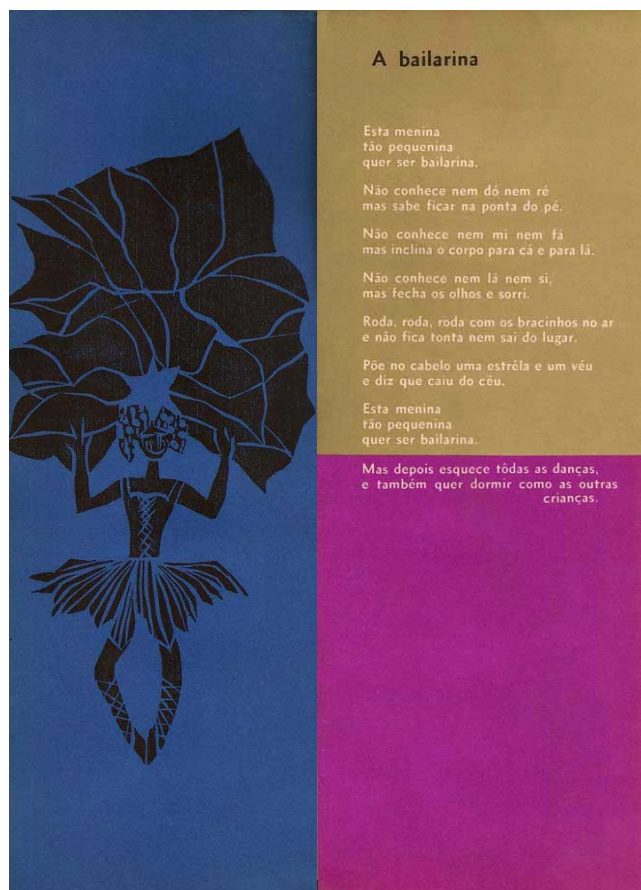 A bailarina
Esta menina
tão pequenina
quer ser bailarina.
Não conhece nem dó nem ré
mas sabe ficar na ponta do pé.
Não conhece nem mi nem fá
mas inclina o corpo para cá e para lá.
Não conhece nem lá nem si,
mas fecha os olhos e sorri.
Roda, roda, roda com os bracinhos no ar
e não fica tonta nem sai do lugar.
Põe no cabelo uma estrêla e um véu
e diz que caiu do céu.
Esta menina
tão pequenina
quer ser bailarina.
Mas depois esquece tôdas as danças,
e também quer dormir como as outras
crianças.